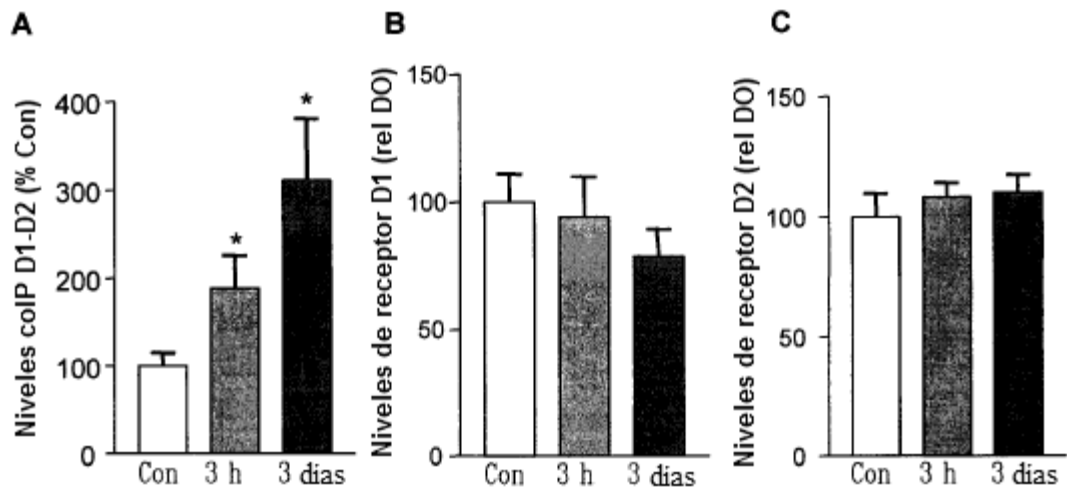 A
Niveles coIP D1-D2 (% Con)
400
300
200
100
0
*
*
Con 3 h 3 dias
B
Niveles de receptor D1 (rel DO)
150
100
50
0
Con 3 h 3 dias
C
Niveles de receptor D2 (rel DO)
150
100
50
0
Con 3 h 3 dias